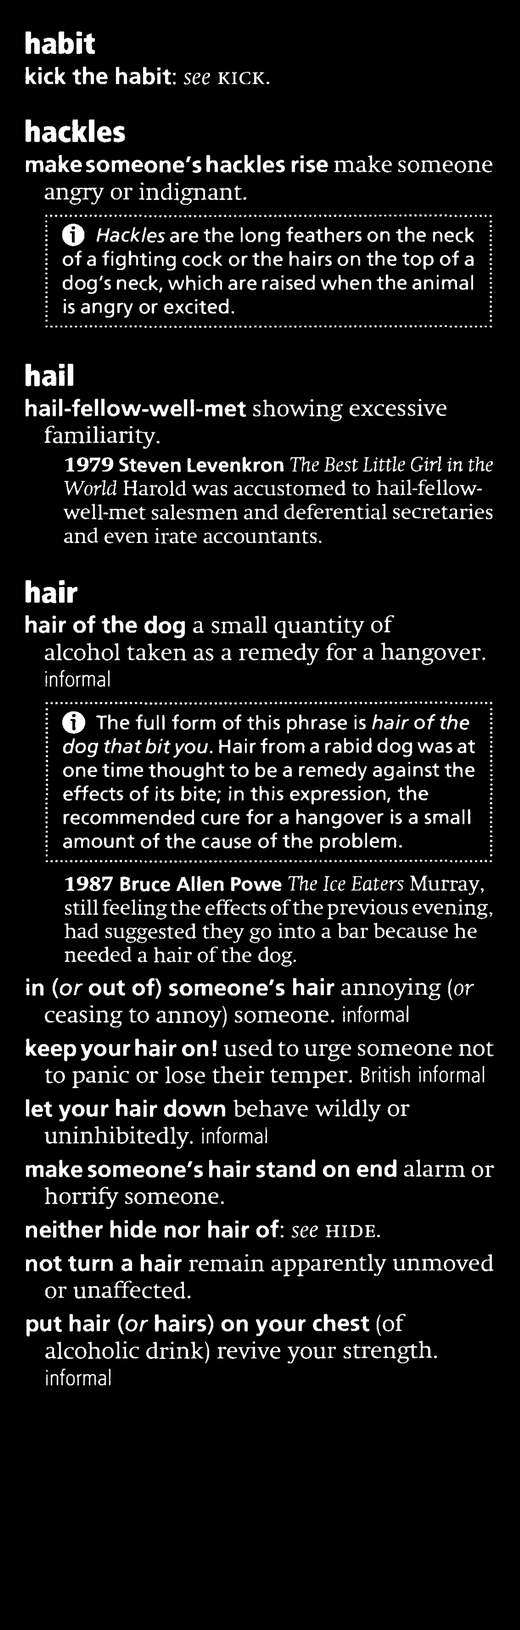 habit
kick the habit: see KICK.
hackles
make someone's hackles rise make someone
angry or indignant.
Hackles are the long feathers on the neck
of a fighting cock or the hairs on the top of a
dog's neck, which are raised when the animal
is angry or excited.
hail
hail-fellow-well-met showing excessive
familiarity.
1979 Steven Levenkron The Best Little Girl in the
World Harold was accustomed to hail-fellow-
well-met salesmen and deferential secretaries
and even irate accountants.
hair
hair of the dog a small quantity of
alcohol taken as a remedy for a hangover.
informal
The full form of this phrase is hair of the
dog that bit you. Hair from a rabid dog was at
one time thought to be a remedy against the
effects of its bite; in this expression, the
recommended cure for a hangover is a small
amount of the cause of the problem.
1987 Bruce Allen Powe The Ice Eaters Murray,
still feeling the effects of the previous evening,
had suggested they go into a bar because he
needed a hair of the dog.
in (or out of) someone's hair annoying (or
ceasing to annoy) someone. informal
keep your hair on! used to urge someone not
to panic or lose their temper. British informal
let your hair down behave wildly or
uninhibitedly. informal
make someone's hair stand on end alarm or
horrify someone.
neither hide nor hair of: see HIDE.
not turn a hair remain apparently unmoved
or unaffected.
put hair (or hairs) on your chest (of
alcoholic drink) revive your strength.
informal